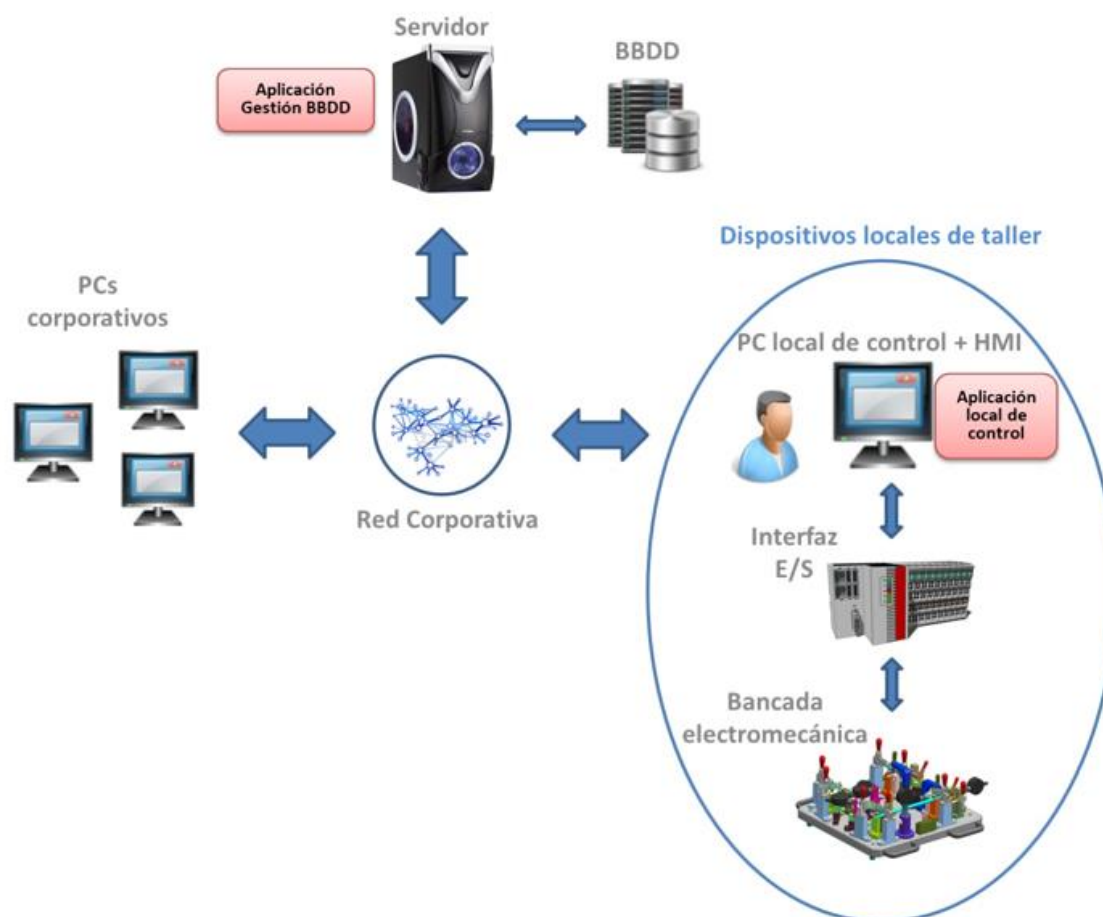 Servidor
BBDD
Aplicación
Gestión BBDD
Dispositivos locales de taller
PCs
corporativos
PC local de control + HMI
Aplicación
local de
control
Red Corporativa
Interfaz
E/S
Bancada
electromecánica